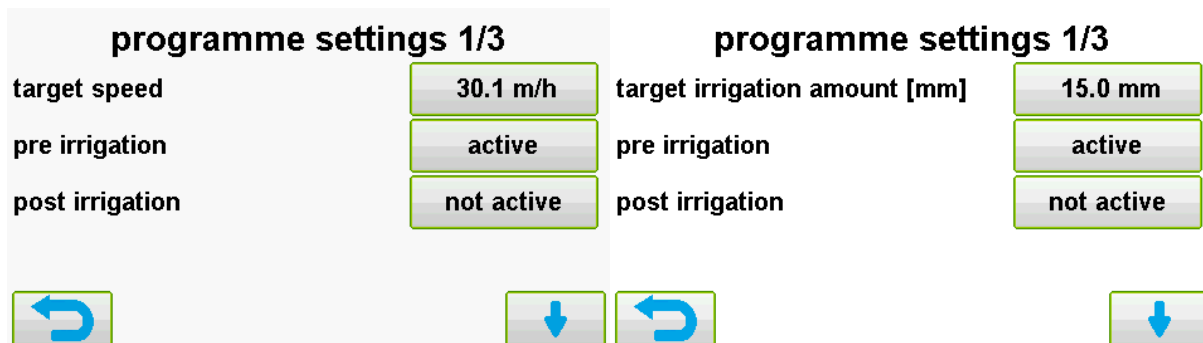 programme settings 1/3
target speed 30.1 m/h
pre irrigation active
post irrigation not active
programme settings 1/3
target irrigation amount [mm] 15.0 mm
pre irrigation active
post irrigation not active